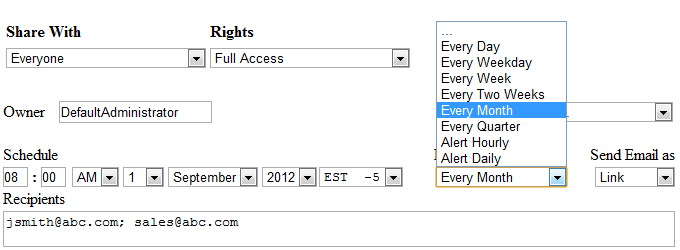 Share With Rights
Everyone Full Access
...
Every Day
Every Weekday
Every Week
Every Two Weeks
Every Month
Every Quarter
Alert Hourly
Alert Daily
Owner DefaultAdministrator
Schedule Send Email as
08 : 00 AM 1 September 2012 EST -5 Every Month Link
Recipients
jsmith@abc.com; sales@abc.com